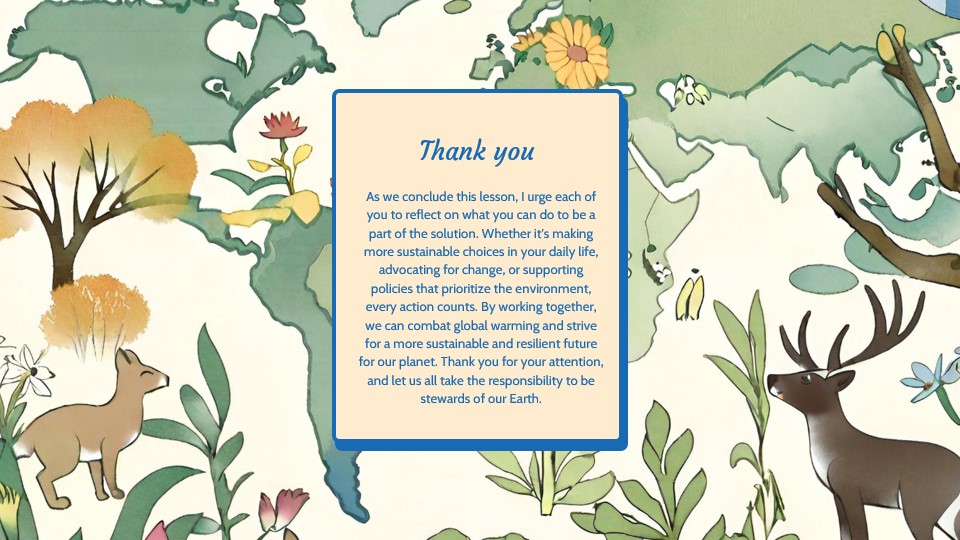 Thank you
As we conclude this lesson, I urge each of
you to reflect on what you can do to be a
part of the solution. Whether it's making
more sustainable choices in your daily life,
advocating for change, or supporting
policies that prioritize the environment,
every action counts. By working together,
we can combat global warming and strive
for a more sustainable and resilient future
for our planet. Thank you for your attention,
and let us all take the responsibility to be
stewards of our Earth.